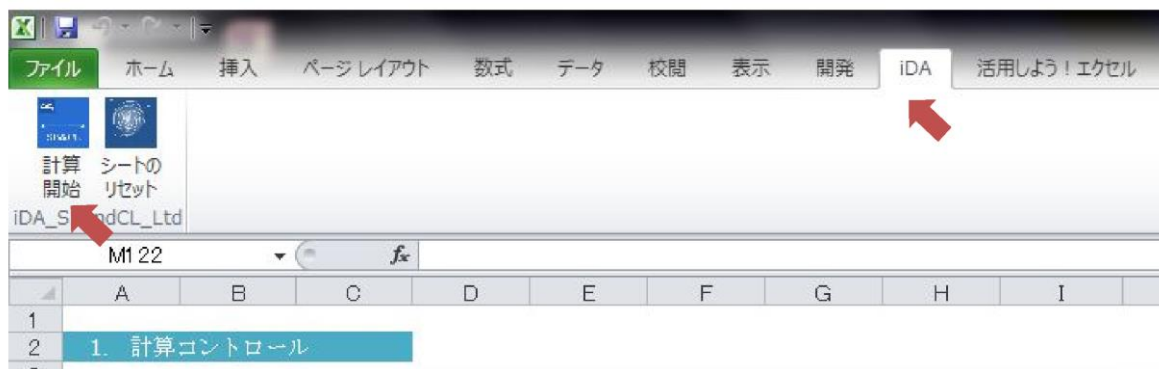 ファイル ホーム 挿入 ページ レイアウト 数式 データ 校閲 表示 開発 iDA 活用しよう！エクセル
計算 シートの
開始 リセット
ndCL_Ltd
M122 fx
A B C D E F G H I
1
2 1. 計算コントロール